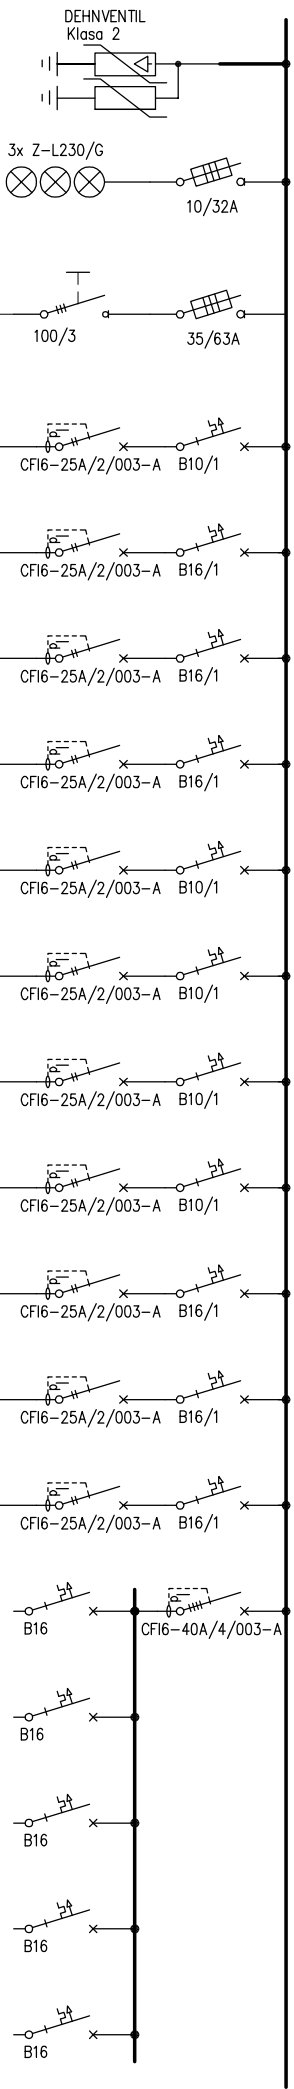 DEHNVENTIL
Klasa 2
3x Z-L230/G
10/32A
100/3
35/63A
CFI6-25A/2/003-A B10/1
CFI6-25A/2/003-A B16/1
CFI6-25A/2/003-A B16/1
CFI6-25A/2/003-A B16/1
CFI6-25A/2/003-A B10/1
CFI6-25A/2/003-A B10/1
CFI6-25A/2/003-A B10/1
CFI6-25A/2/003-A B10/1
CFI6-25A/2/003-A B16/1
CFI6-25A/2/003-A B16/1
CFI6-25A/2/003-A B16/1
B16 CFI6-40A/4/003-A
B16
B16
B16
B16